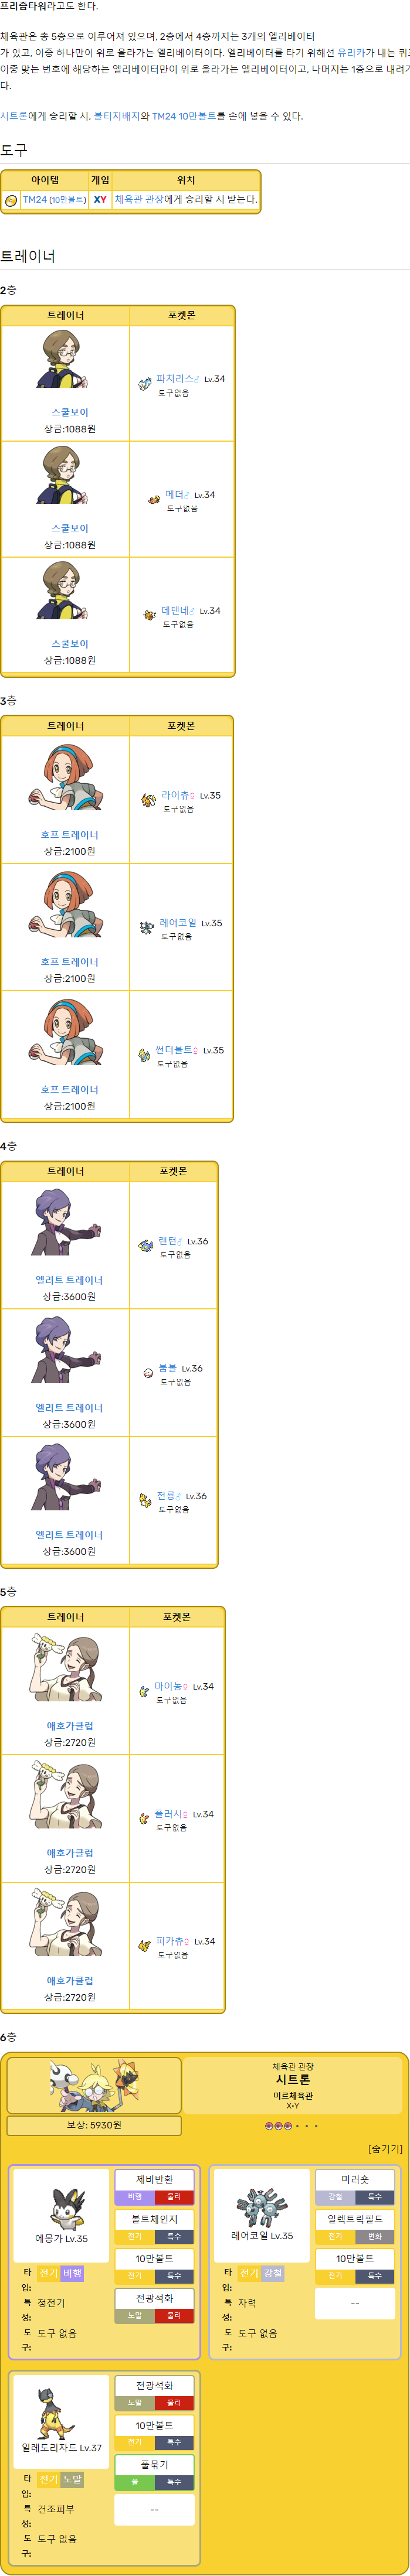 프리즘타워라고도 한다.
체육관은 총 5층으로 이루어져 있으며, 2층에서 4층까지는 3개의 엘리베이터
가 있고, 이중 하나만이 위로 올라가는 엘리베이터이다. 엘리베이터를 타기 위해선 유리카가 내는 퀴
이중 맞는 번호에 해당하는 엘리베이터만이 위로 올라가는 엘리베이터이고, 나머지는 1층으로 내려가
다.
시트론에게 승리할 시, 볼티지배지와 TM24 10만볼트를 손에 넣을 수 있다.
도구
아이템 게임 위치
TM24 (10만볼트) XY 체육관 관장에게 승리할 시 받는다.
트레이너
2층
트레이너 포켓몬
파치리스♂ Lv.34
도구없음
스쿨보이
상금:1088원
메더♂ Lv.34
도구없음
스쿨보이
상금:1088원
데덴네♂ Lv.34
도구없음
스쿨보이
상금:1088원
3층
트레이너 포켓몬
라이츄♀ Lv.35
도구없음
호프 트레이너
상금:2100원
레어코일 Lv.35
도구없음
호프 트레이너
상금:2100원
썬더볼트♀ Lv.35
도구없음
호프 트레이너
상금:2100원
4층
트레이너 포켓몬
랜턴♂ Lv.36
도구없음
엘리트 트레이너
상금:3600원
붐볼 Lv.36
도구없음
엘리트 트레이너
상금:3600원
전룡♂ Lv.36
도구없음
엘리트 트레이너
상금:3600원
5층
트레이너 포켓몬
마이농♀ Lv.34
도구없음
애호가클럽
상금:2720원
플러시♀ Lv.34
도구없음
애호가클럽
상금:2720원
피카츄♀ Lv.34
도구없음
애호가클럽
상금:2720원
6층
체육관 관장
시트론
미르체육관
X•Y
보상: 5930원
[숨기기]
에몽가 Lv.35
타입: 전기 비행
특성: 정전기
도구: 도구 없음
제비반환
비행 물리
볼트체인지
전기 특수
10만볼트
전기 특수
전광석화
노말 물리
레어코일 Lv.35
타입: 전기 강철
특성: 자력
도구: 도구 없음
미러숏
강철 특수
일렉트릭필드
전기 변화
10만볼트
전기 특수
--
일레도리자드 Lv.37
타입: 전기 노말
특성: 건조피부
도구: 도구 없음
전광석화
노말 물리
10만볼트
전기 특수
풀묶기
풀 특수
--